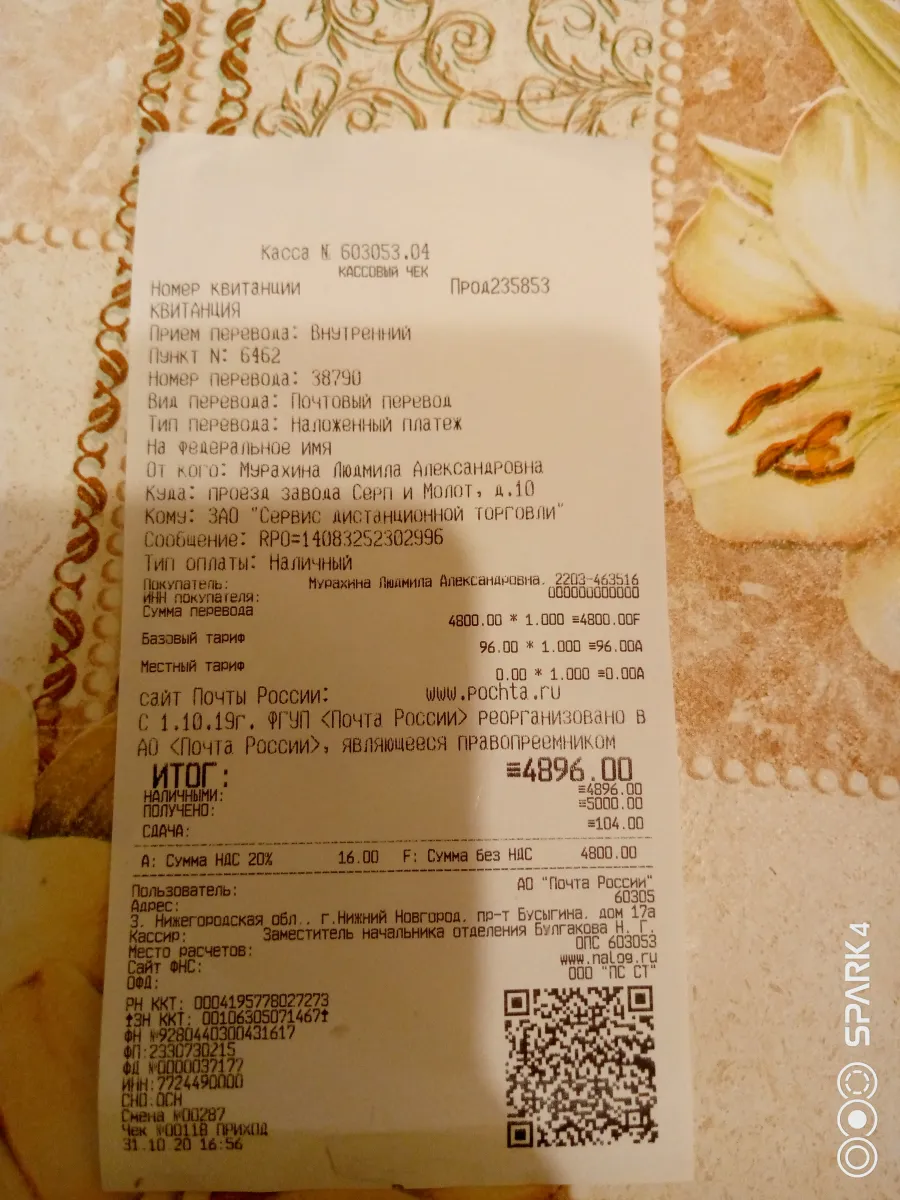 Касса № 603053.04
КАССОВЫЙ ЧЕК
Номер квитанции Прод235853
КВИТАНЦИЯ
Прием перевода: Внутренний
Пункт N: 6462
Номер перевода: 38790
Вид перевода: Почтовый перевод
Тип перевода: Наложенный платеж
На федеральное имя
От кого: Мурахина Людмила Александровна
Куда: проезд завода Серп и Молот, д.10
Кому: ЗАО "Сервис дистанционной торговли"
Сообщение: RPO=14083252302996
Тип оплаты: Наличный
Покупатель: Мурахина Людмила Александровна. 2203-463516
ИНН покупателя: 000000000000
Сумма перевода
4800.00 * 1.000 ≡4800.00F
Базовый тариф
96.00 * 1.000 ≡96.00A
Местный тариф
0.00 * 1.000 ≡0.00A
сайт Почты России: www.pochta.ru
С 1.10.19г. ФГУП <Почта России> реорганизовано в
АО <Почта России>, являющееся правопреемником
ИТОГ: ≡4896.00
НАЛИЧНЫМИ: ≡4896.00
ПОЛУЧЕНО: ≡5000.00
СДАЧА: ≡104.00
A: Сумма НДС 20% 16.00 F: Сумма без НДС 4800.00
Пользователь: АО "Почта России"
Адрес: 60305
3. Нижегородская обл.. г.Нижний Новгород. пр-т Бусыгина. дом 17а
Кассир: Заместитель начальника отделения Булгакова Н. Г.
Место расчетов: ОПС 603053
Сайт ФНС: www.nalog.ru
ОФД: ООО "ПС СТ"
РН ККТ: 0004195778027273
↑ЗН ККТ: 00106305071467↑
ФН №9280440300431617
ФП:2330730215
ФД №0000037177
ИНН:7724490000
СНО:ОСН
Смена №00287
Чек №00118 ПРИХОД
31.10.20 16:56
SPARK 4